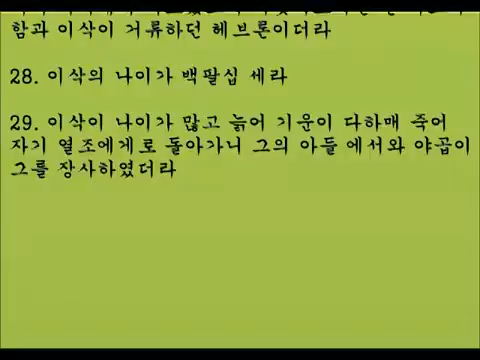 함과 이삭이 거류하던 헤브론이더라
28. 이삭의 나이가 백팔십 세라
29. 이삭이 나이가 많고 늙어 기운이 다하매 죽어
자기 열조에게로 돌아가니 그의 아들 에서와 야곱이
그를 장사하였더라